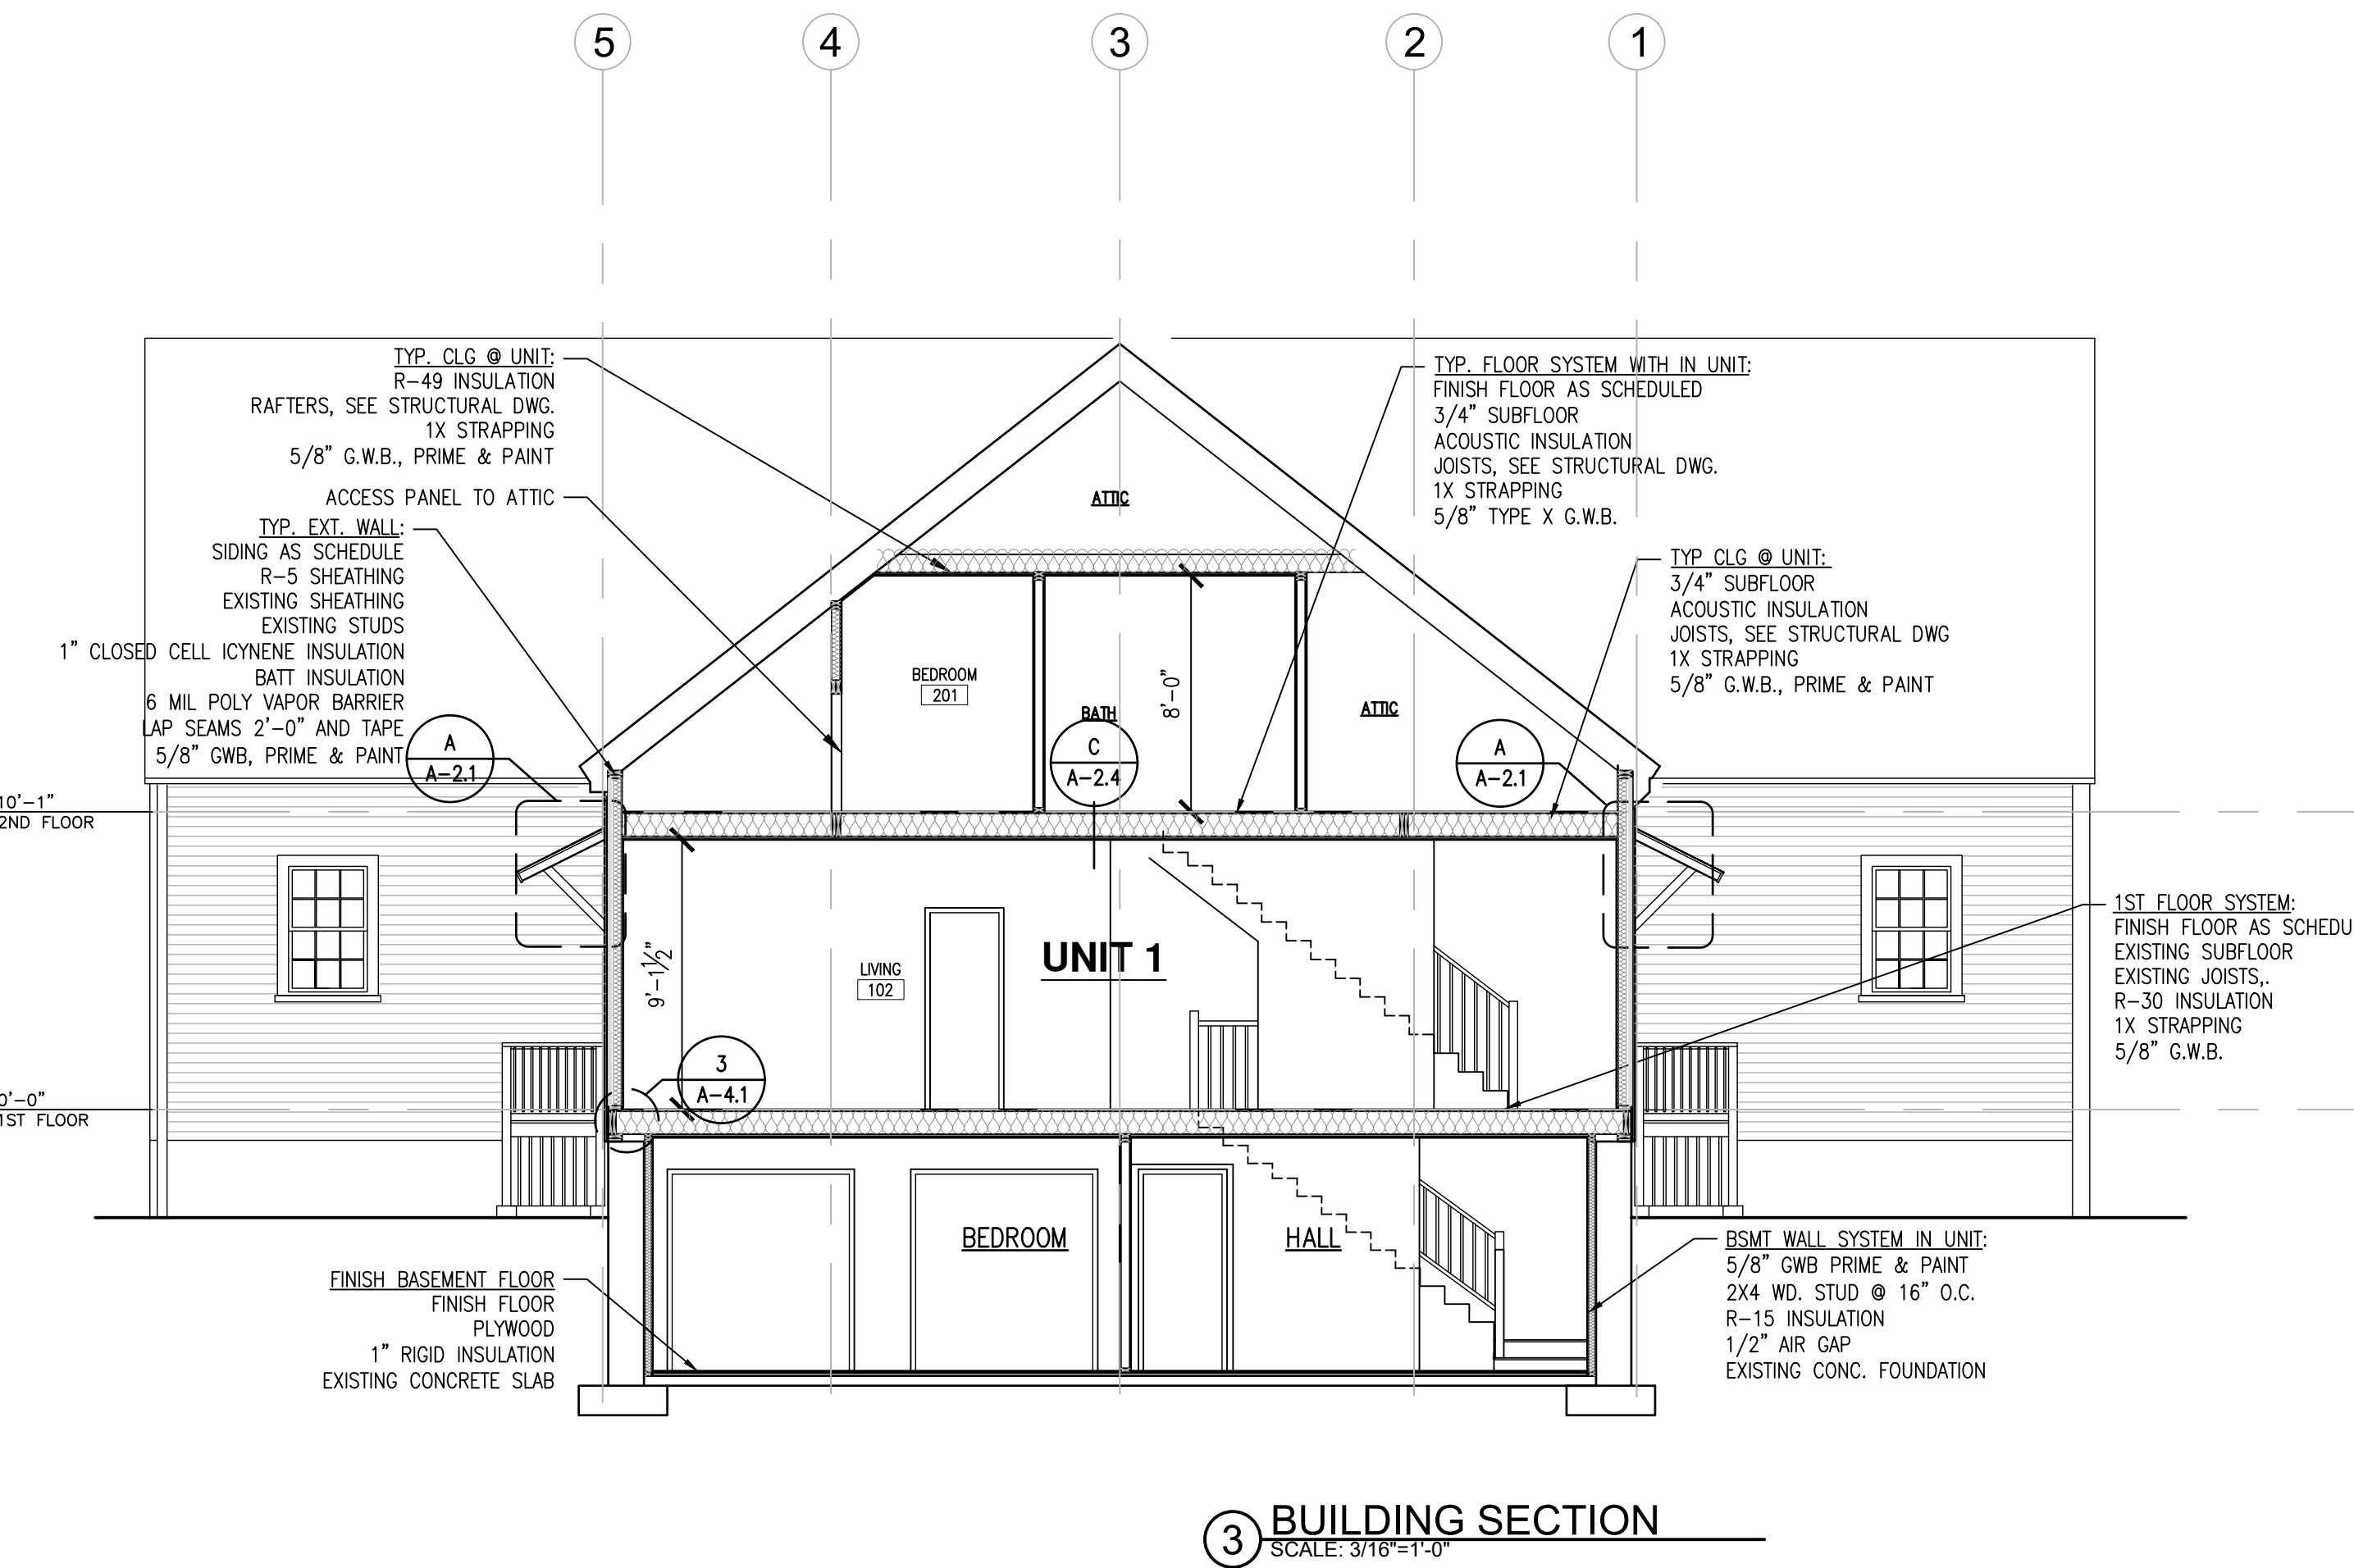 5 4 3 2 1
TYP. CLG @ UNIT:
R-49 INSULATION
RAFTERS, SEE STRUCTURAL DWG.
1X STRAPPING
5/8" G.W.B., PRIME & PAINT
ACCESS PANEL TO ATTIC
TYP. EXT. WALL:
SIDING AS SCHEDULE
R-5 SHEATHING
EXISTING SHEATHING
EXISTING STUDS
1" CLOSED CELL ICYNENE INSULATION
BATT INSULATION
6 MIL POLY VAPOR BARRIER
LAP SEAMS 2'-0" AND TAPE
5/8" GWB, PRIME & PAINT
TYP. FLOOR SYSTEM WITH IN UNIT:
FINISH FLOOR AS SCHEDULED
3/4" SUBFLOOR
ACOUSTIC INSULATION
JOISTS, SEE STRUCTURAL DWG.
1X STRAPPING
5/8" TYPE X G.W.B.
TYP CLG @ UNIT:
3/4" SUBFLOOR
ACOUSTIC INSULATION
JOISTS, SEE STRUCTURAL DWG
1X STRAPPING
5/8" G.W.B., PRIME & PAINT
ATTIC
BEDROOM
201
BATH
8'-0"
ATTIC
A
A-2.1
C
A-2.4
A
A-2.1
10'-1"
2ND FLOOR
9'-1½"
LIVING
102
UNIT 1
1ST FLOOR SYSTEM:
FINISH FLOOR AS SCHEDU
EXISTING SUBFLOOR
EXISTING JOISTS,.
R-30 INSULATION
1X STRAPPING
5/8" G.W.B.
3
A-4.1
0'-0"
1ST FLOOR
BEDROOM
HALL
FINISH BASEMENT FLOOR
FINISH FLOOR
PLYWOOD
1" RIGID INSULATION
EXISTING CONCRETE SLAB
BSMT WALL SYSTEM IN UNIT:
5/8" GWB PRIME & PAINT
2X4 WD. STUD @ 16" O.C.
R-15 INSULATION
1/2" AIR GAP
EXISTING CONC. FOUNDATION
3 BUILDING SECTION
SCALE: 3/16"=1'-0"